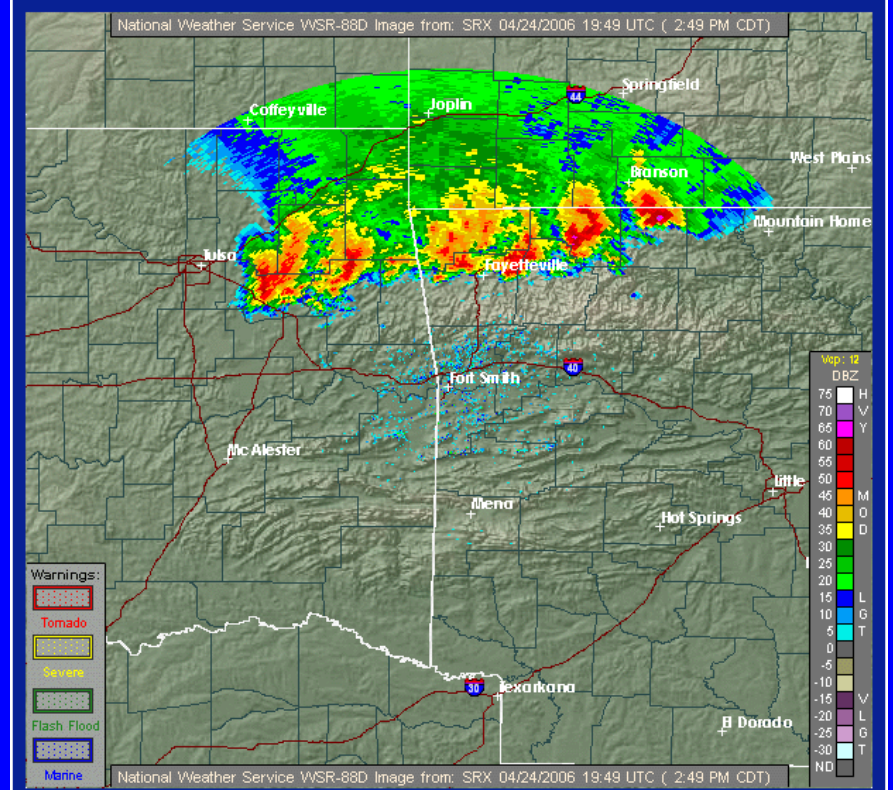 National Weather Service WSR-88D Image from: SRX 04/24/2006 19:49 UTC ( 2:49 PM CDT)
44
Springfield
Coffeyville
Joplin
West Plains
Branson
Mountain Home
Tulsa
Fayetteville
40
Fort Smith
Mc Alester
Little
Mena
Hot Springs
30
Texarkana
El Dorado
Vcp: 12
DBZ
75 H
70 V
65 Y
60
55
50
45 M
40 O
35 D
30
25
20
15 L
10 G
5 T
0
-5
-10
-15 V
-20 L
-25 G
-30 T
ND
Warnings:
Tornado
Severe
Flash Flood
Marine
National Weather Service WSR-88D Image from: SRX 04/24/2006 19:49 UTC ( 2:49 PM CDT)